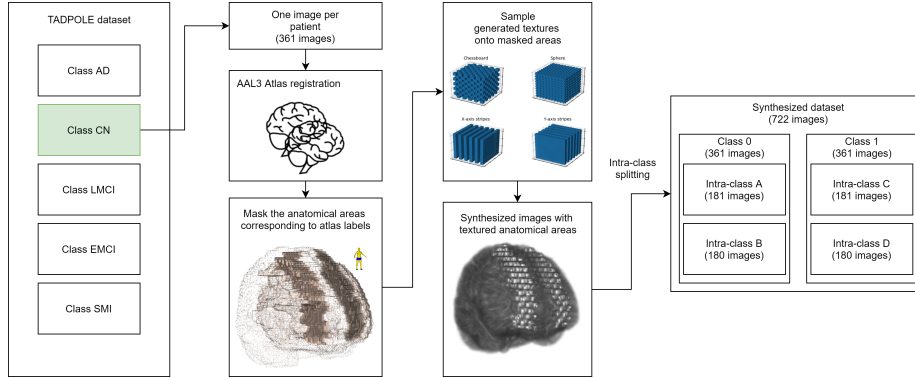 TADPOLE dataset
Class AD
Class CN
Class LMCI
Class EMCI
Class SMI
One image per
patient
(361 images)
AAL3 Atlas registration
Mask the anatomical areas
corresponding to atlas labels
Sample
generated textures
onto masked areas
Chessboard
Sphere
X-axis stripes
Y-axis stripes
Synthesized images with
textured anatomical areas
Intra-class
splitting
Synthesized dataset
(722 images)
Class 0
(361 images)
Intra-class A
(181 images)
Intra-class B
(180 images)
Class 1
(361 images)
Intra-class C
(181 images)
Intra-class D
(180 images)